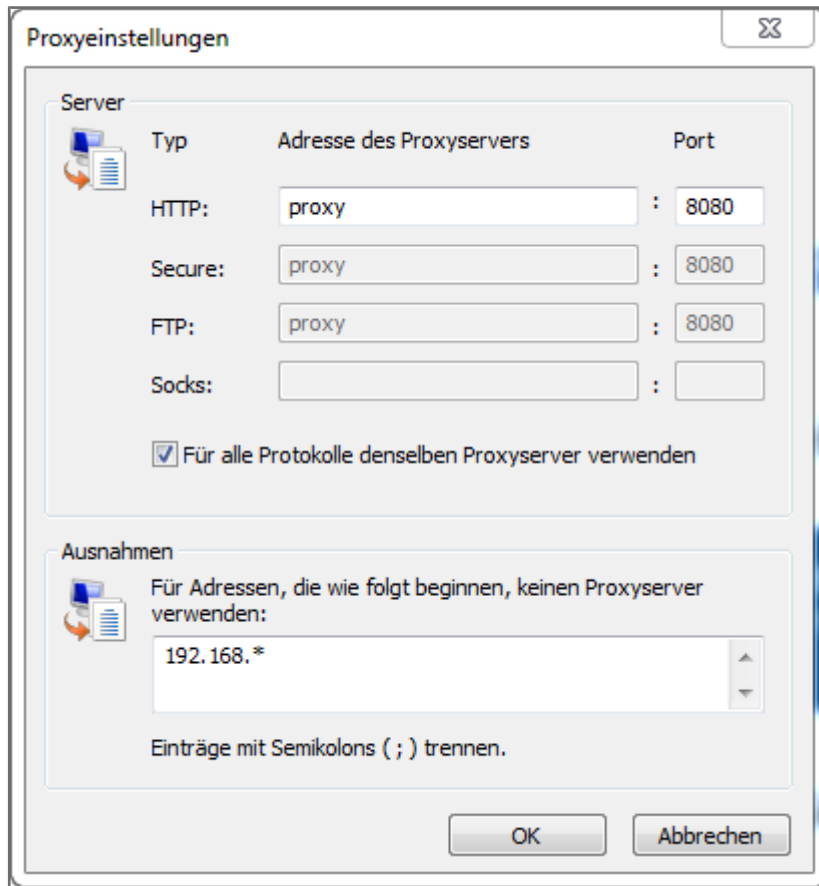 Proxyeinstellungen
Server
Typ Adresse des Proxyservers Port
HTTP: proxy : 8080
Secure: proxy : 8080
FTP: proxy : 8080
Socks: :
Für alle Protokolle denselben Proxyserver verwenden
Ausnahmen
Für Adressen, die wie folgt beginnen, keinen Proxyserver
verwenden:
192.168.*
Einträge mit Semikolons ( ; ) trennen.
OK Abbrechen